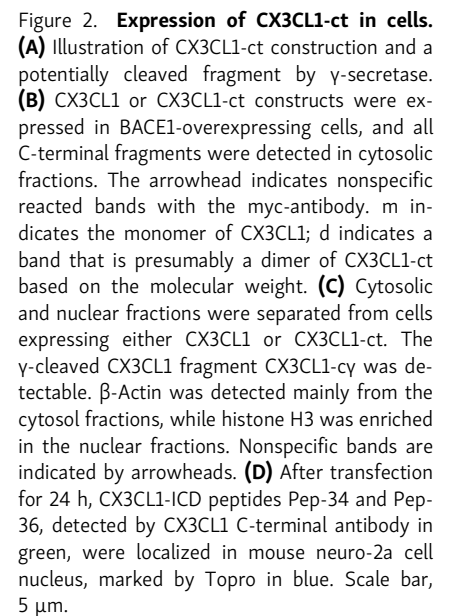 Figure 2. Expression of CX3CL1-ct in cells.
(A) Illustration of CX3CL1-ct construction and a
potentially cleaved fragment by γ-secretase.
(B) CX3CL1 or CX3CL1-ct constructs were ex-
pressed in BACE1-overexpressing cells, and all
C-terminal fragments were detected in cytosolic
fractions. The arrowhead indicates nonspecific
reacted bands with the myc-antibody. m in-
dicates the monomer of CX3CL1; d indicates a
band that is presumably a dimer of CX3CL1-ct
based on the molecular weight. (C) Cytosolic
and nuclear fractions were separated from cells
expressing either CX3CL1 or CX3CL1-ct. The
γ-cleaved CX3CL1 fragment CX3CL1-cγ was de-
tectable. β-Actin was detected mainly from the
cytosol fractions, while histone H3 was enriched
in the nuclear fractions. Nonspecific bands are
indicated by arrowheads. (D) After transfection
for 24 h, CX3CL1-ICD peptides Pep-34 and Pep-
36, detected by CX3CL1 C-terminal antibody in
green, were localized in mouse neuro-2a cell
nucleus, marked by Topro in blue. Scale bar,
5 μm.